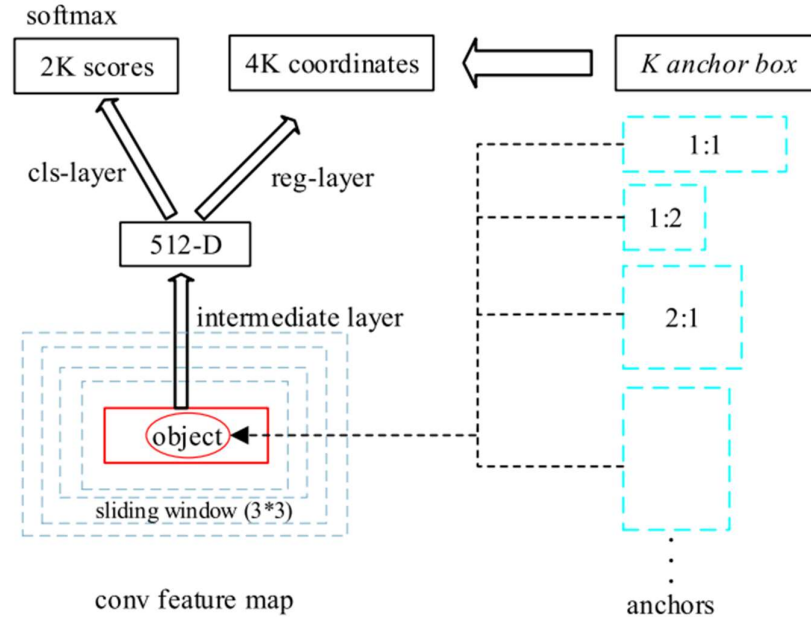 softmax
2K scores
4K coordinates
K anchor box
cls-layer
reg-layer
1:1
1:2
512-D
intermediate layer
2:1
object
sliding window (3*3)
conv feature map
anchors